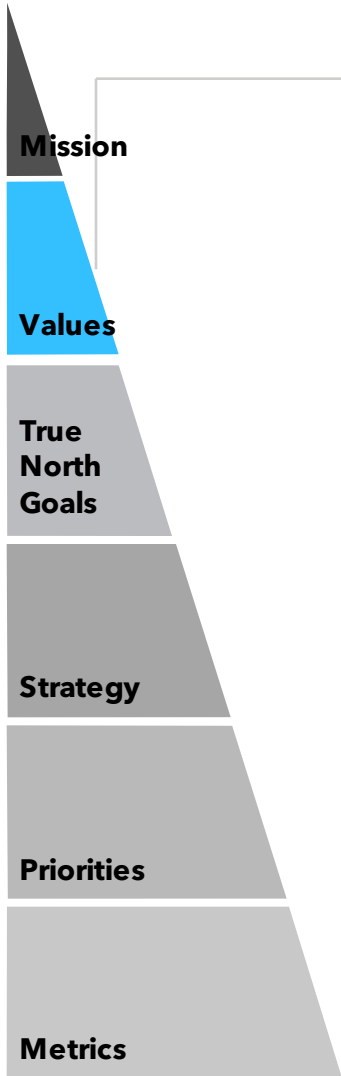 Mission
Values
True
North
Goals
Strategy
Priorities
Metrics